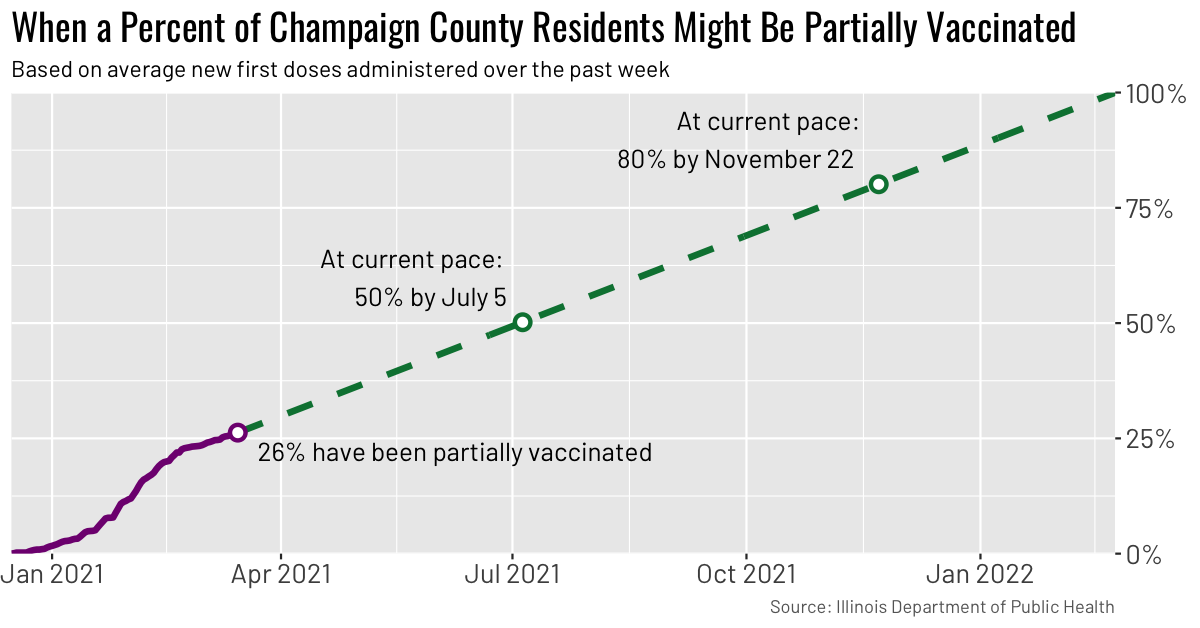 When a Percent of Champaign County Residents Might Be Partially Vaccinated
Based on average new first doses administered over the past week
100%
At current pace:
80% by November 22
75%
At current pace:
50% by July 5
50%
25%
26% have been partially vaccinated
0%
Jan 2021 Apr 2021 Jul 2021 Oct 2021 Jan 2022
Source: Illinois Department of Public Health